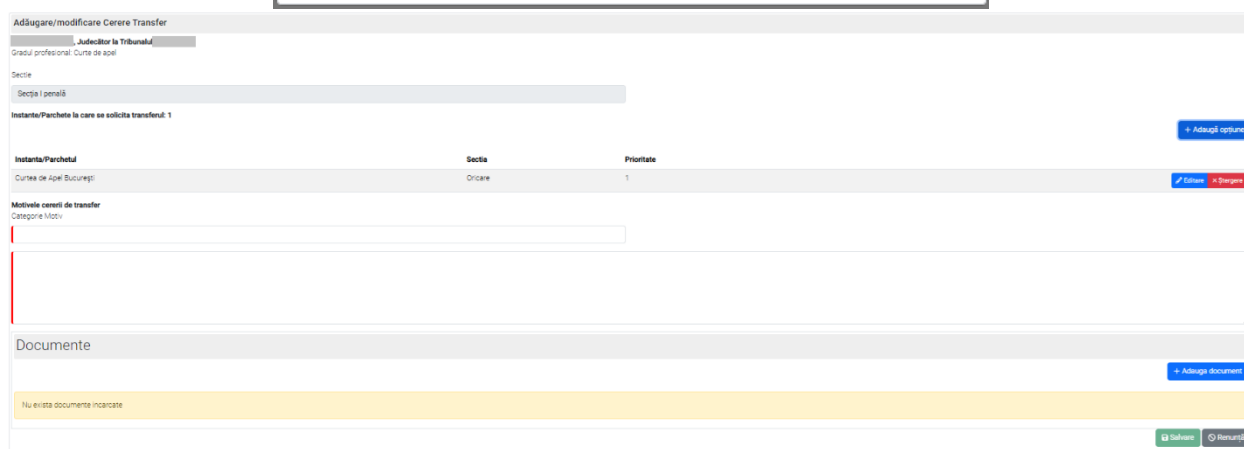 Adăugare/modificare Cerere Transfer
, Judecător la Tribunalul
Gradul profesional: Curte de apel
Sectie
Secția I penală
Instante/Parchete la care se solicita transferul: 1
+ Adaugă opțiune
Instanta/Parchetul Sectia Prioritate
Curtea de Apel București Oricare 1 Editare × Ștergere
Motivele cererii de transfer
Categorie Motiv
Documente
+ Adauga document
Nu exista documente incarcate
Salvare Renunță